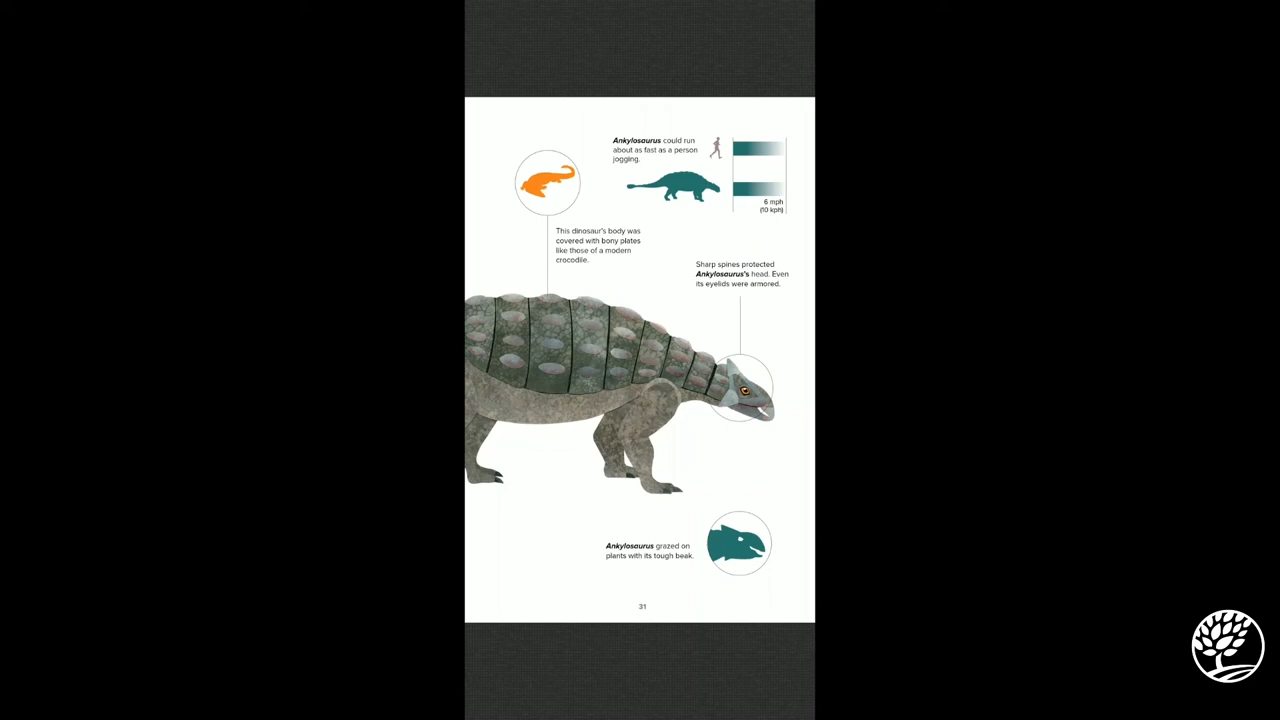 Ankylosaurus could run
about as fast as a person
jogging.
6 mph
(10 kph)
This dinosaur's body was
covered with bony plates
like those of a modern
crocodile.
Sharp spines protected
Ankylosaurus's head. Even
its eyelids were armored.
Ankylosaurus grazed on
plants with its tough beak.
31